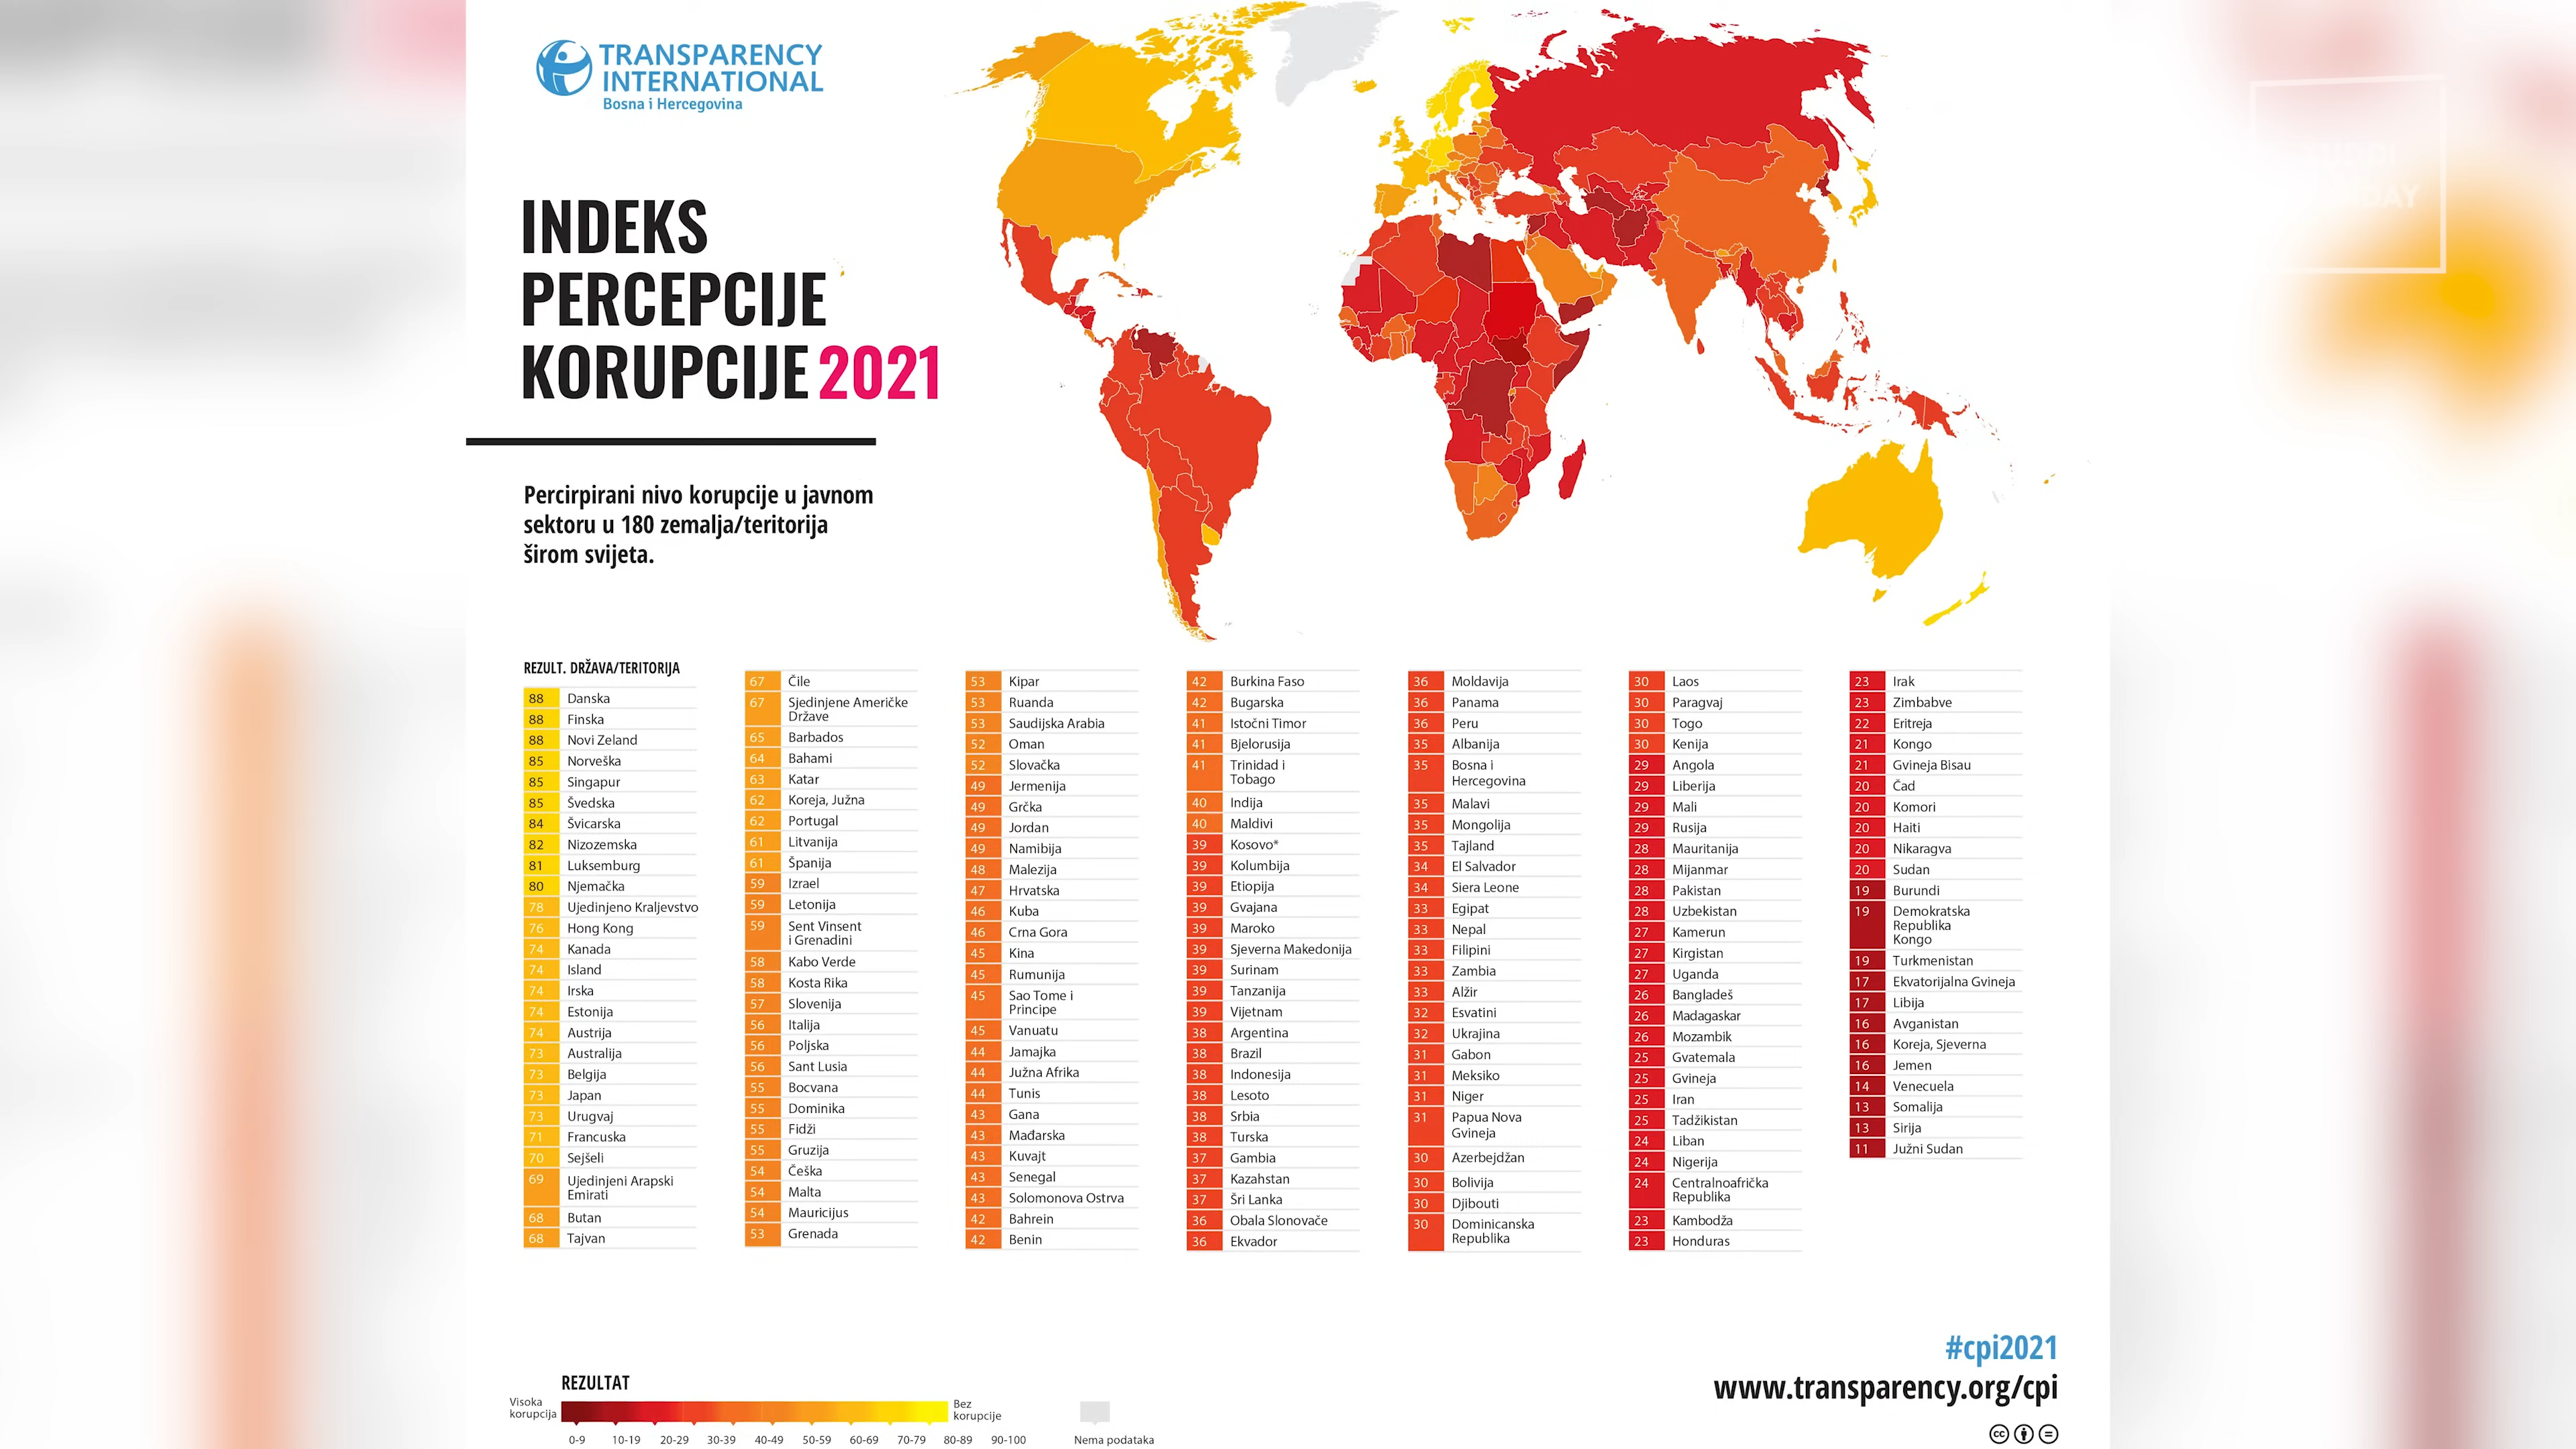 TRANSPARENCY
INTERNATIONAL
Bosna i Hercegovina
INDEKS
PERCEPCIJE
KORUPCIJE 2021
Percirpirani nivo korupcije u javnom
sektoru u 180 zemalja/teritorija
širom svijeta.
REZULT. DRŽAVA/TERITORIJA
88 Danska
88 Finska
88 Novi Zeland
85 Norveška
85 Singapur
85 Švedska
84 Švicarska
82 Nizozemska
81 Luksemburg
80 Njemačka
78 Ujedinjeno Kraljevstvo
76 Hong Kong
74 Kanada
74 Island
74 Irska
74 Estonija
74 Austrija
73 Australija
73 Belgija
73 Japan
73 Urugvaj
71 Francuska
70 Sejšeli
69 Ujedinjeni Arapski
Emirati
68 Butan
68 Tajvan
67 Čile
67 Sjedinjene Američke
Države
65 Barbados
64 Bahami
63 Katar
62 Koreja, Južna
62 Portugal
61 Litvanija
61 Španija
59 Izrael
59 Letonija
59 Sent Vinsent
i Grenadini
58 Kabo Verde
58 Kosta Rika
57 Slovenija
56 Italija
56 Poljska
56 Sant Lusia
55 Bocvana
55 Dominika
55 Fidži
55 Gruzija
54 Češka
54 Malta
54 Mauricijus
53 Grenada
53 Kipar
53 Ruanda
53 Saudijska Arabia
52 Oman
52 Slovačka
49 Jermenija
49 Grčka
49 Jordan
49 Namibija
48 Malezija
47 Hrvatska
46 Kuba
46 Crna Gora
45 Kina
45 Rumunija
45 Sao Tome i
Principe
45 Vanuatu
44 Jamajka
44 Južna Afrika
44 Tunis
43 Gana
43 Mađarska
43 Kuvajt
43 Senegal
43 Solomonova Ostrva
42 Bahrein
42 Benin
42 Burkina Faso
42 Bugarska
41 Istočni Timor
41 Bjelorusija
41 Trinidad i
Tobago
40 Indija
40 Maldivi
39 Kosovo*
39 Kolumbija
39 Etiopija
39 Gvajana
39 Maroko
39 Sjeverna Makedonija
39 Surinam
39 Tanzanija
39 Vijetnam
38 Argentina
38 Brazil
38 Indonesija
38 Lesoto
38 Srbia
38 Turska
37 Gambia
37 Kazahstan
37 Šri Lanka
36 Obala Slonovače
36 Ekvador
36 Moldavija
36 Panama
36 Peru
35 Albanija
35 Bosna i
Hercegovina
35 Malavi
35 Mongolija
35 Tajland
34 El Salvador
34 Siera Leone
33 Egipat
33 Nepal
33 Filipini
33 Zambia
33 Alžir
32 Esvatini
32 Ukrajina
31 Gabon
31 Meksiko
31 Niger
31 Papua Nova
Gvineja
30 Azerbejdžan
30 Bolivija
30 Djibouti
30 Dominicanska
Republika
30 Laos
30 Paragvaj
30 Togo
30 Kenija
29 Angola
29 Liberija
29 Mali
29 Rusija
28 Mauritanija
28 Mijanmar
28 Pakistan
28 Uzbekistan
27 Kamerun
27 Kirgistan
27 Uganda
26 Bangladeš
26 Madagaskar
26 Mozambik
25 Gvatemala
25 Gvineja
25 Iran
25 Tadžikistan
24 Liban
24 Nigerija
24 Centralnoafrička
Republika
23 Kambodža
23 Honduras
23 Irak
23 Zimbabve
22 Eritreja
21 Kongo
21 Gvineja Bisau
20 Čad
20 Komori
20 Haiti
20 Nikaragva
20 Sudan
19 Burundi
19 Demokratska
Republika
Kongo
19 Turkmenistan
17 Ekvatorijalna Gvineja
17 Libija
16 Avganistan
16 Koreja, Sjeverna
16 Jemen
14 Venecuela
13 Somalija
13 Sirija
11 Južni Sudan
#cpi2021
www.transparency.org/cpi
REZULTAT
Visoka
korupcija
Bez
korupcije
0-9 10-19 20-29 30-39 40-49 50-59 60-69 70-79 80-89 90-100
Nema podataka